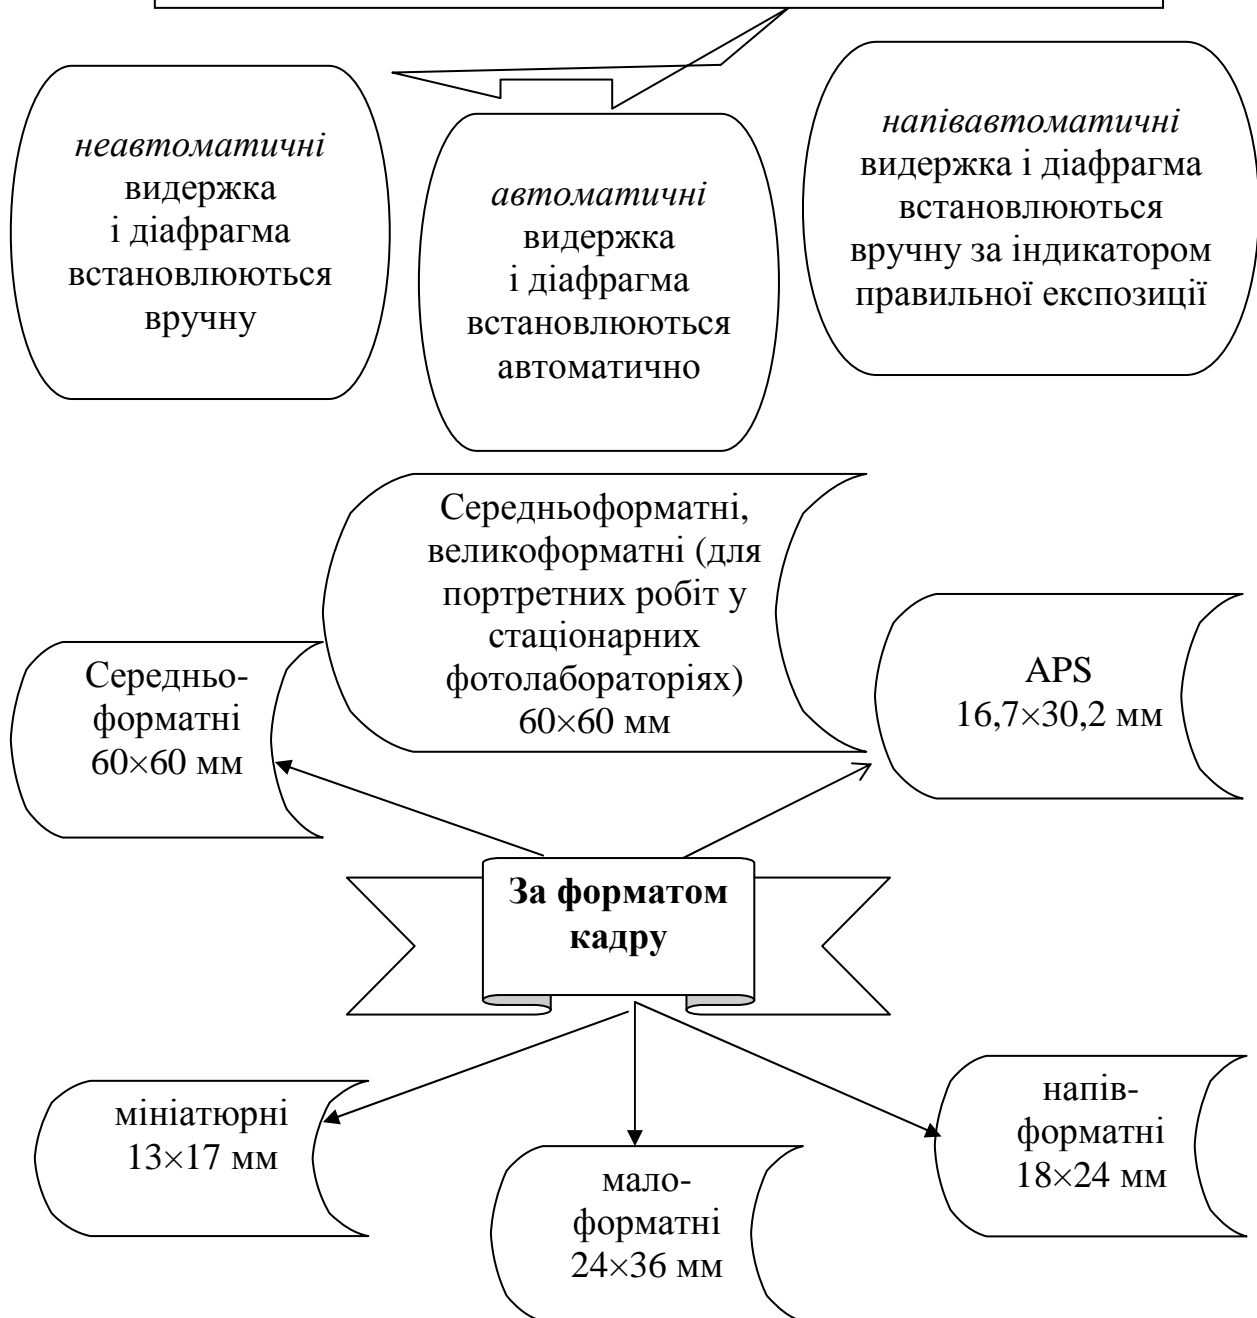 неавтоматичні
видержка
і діафрагма
встановлюються
вручну
автоматичні
видержка
і діафрагма
встановлюються
автоматично
напівавтоматичні
видержка і діафрагма
встановлюються
вручну за індикатором
правильної експозиції
Середньоформатні,
великоформатні (для
портретних робіт у
стаціонарних
фотолабораторіях)
60×60 мм
Середньо-
форматні
60×60 мм
APS
16,7×30,2 мм
За форматом
кадру
мініатюрні
13×17 мм
мало-
форматні
24×36 мм
напів-
форматні
18×24 мм